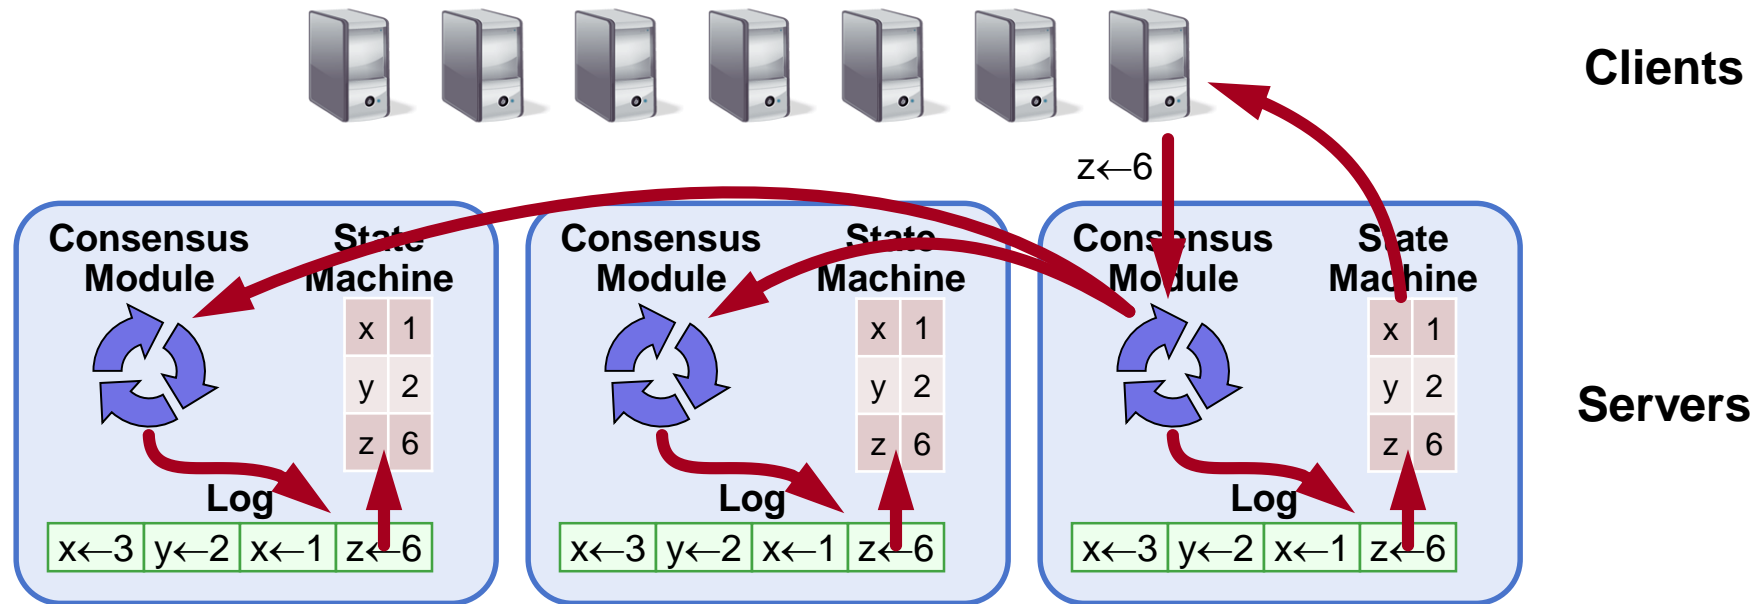 Clients
z←6
Consensus
Module
State
Machine
x 1
y 2
z 6
Log
x←3 y←2 x←1 z←6
Consensus
Module
State
Machine
x 1
y 2
z 6
Log
x←3 y←2 x←1 z←6
Consensus
Module
State
Machine
x 1
y 2
z 6
Log
x←3 y←2 x←1 z←6
Servers